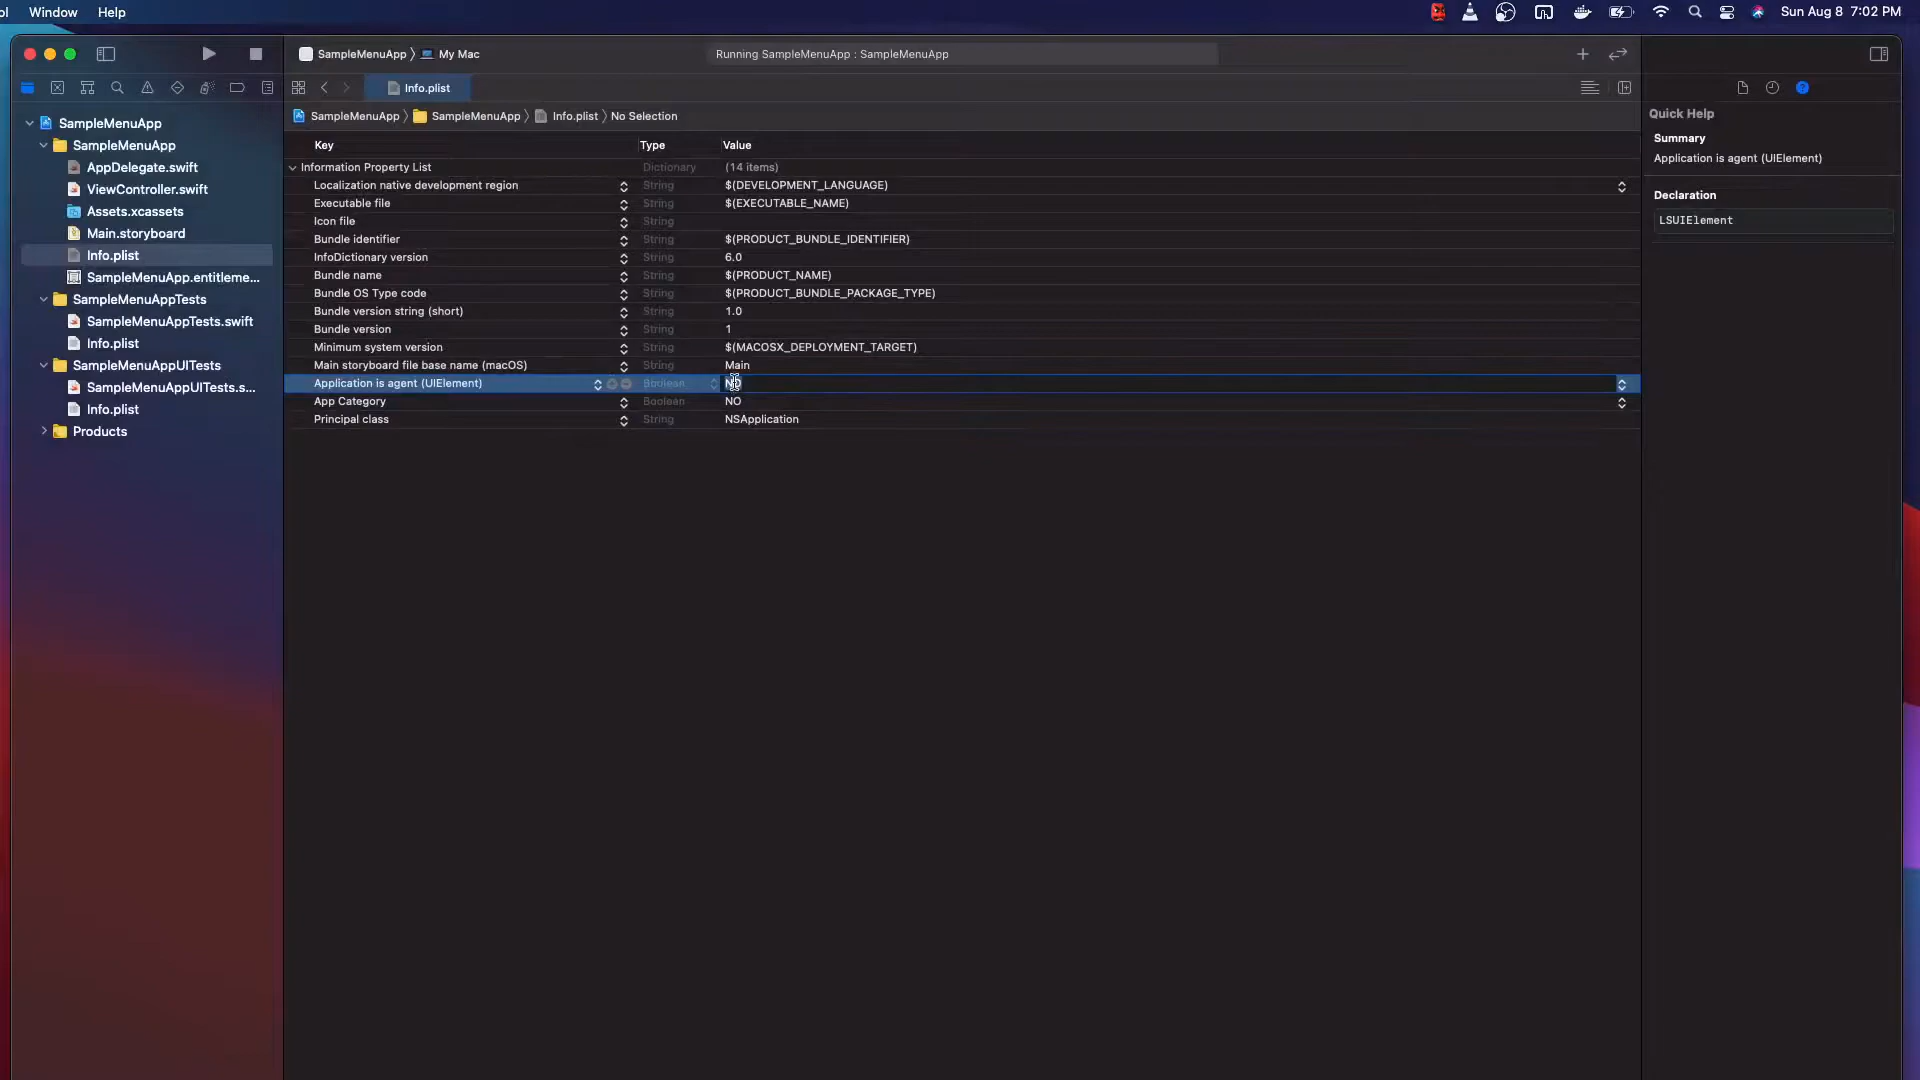 ol Window Help Sun Aug 8 7:02 PM
SampleMenuApp 〉 My Mac
Running SampleMenuApp : SampleMenuApp
Info.plist
SampleMenuApp 〉 SampleMenuApp 〉 Info.plist 〉 No Selection
SampleMenuApp
SampleMenuApp
AppDelegate.swift
ViewController.swift
Assets.xcassets
Main.storyboard
Info.plist
SampleMenuApp.entitleme...
SampleMenuAppTests
SampleMenuAppTests.swift
Info.plist
SampleMenuAppUITests
SampleMenuAppUITests.s...
Info.plist
Products
Key Type Value
Information Property List Dictionary (14 items)
Localization native development region String $(DEVELOPMENT_LANGUAGE)
Executable file String $(EXECUTABLE_NAME)
Icon file String
Bundle identifier String $(PRODUCT_BUNDLE_IDENTIFIER)
InfoDictionary version String 6.0
Bundle name String $(PRODUCT_NAME)
Bundle OS Type code String $(PRODUCT_BUNDLE_PACKAGE_TYPE)
Bundle version string (short) String 1.0
Bundle version String 1
Minimum system version String $(MACOSX_DEPLOYMENT_TARGET)
Main storyboard file base name (macOS) String Main
Application is agent (UIElement) Boolean NO
App Category Boolean NO
Principal class String NSApplication
Quick Help
Summary
Application is agent (UIElement)
Declaration
LSUIElement